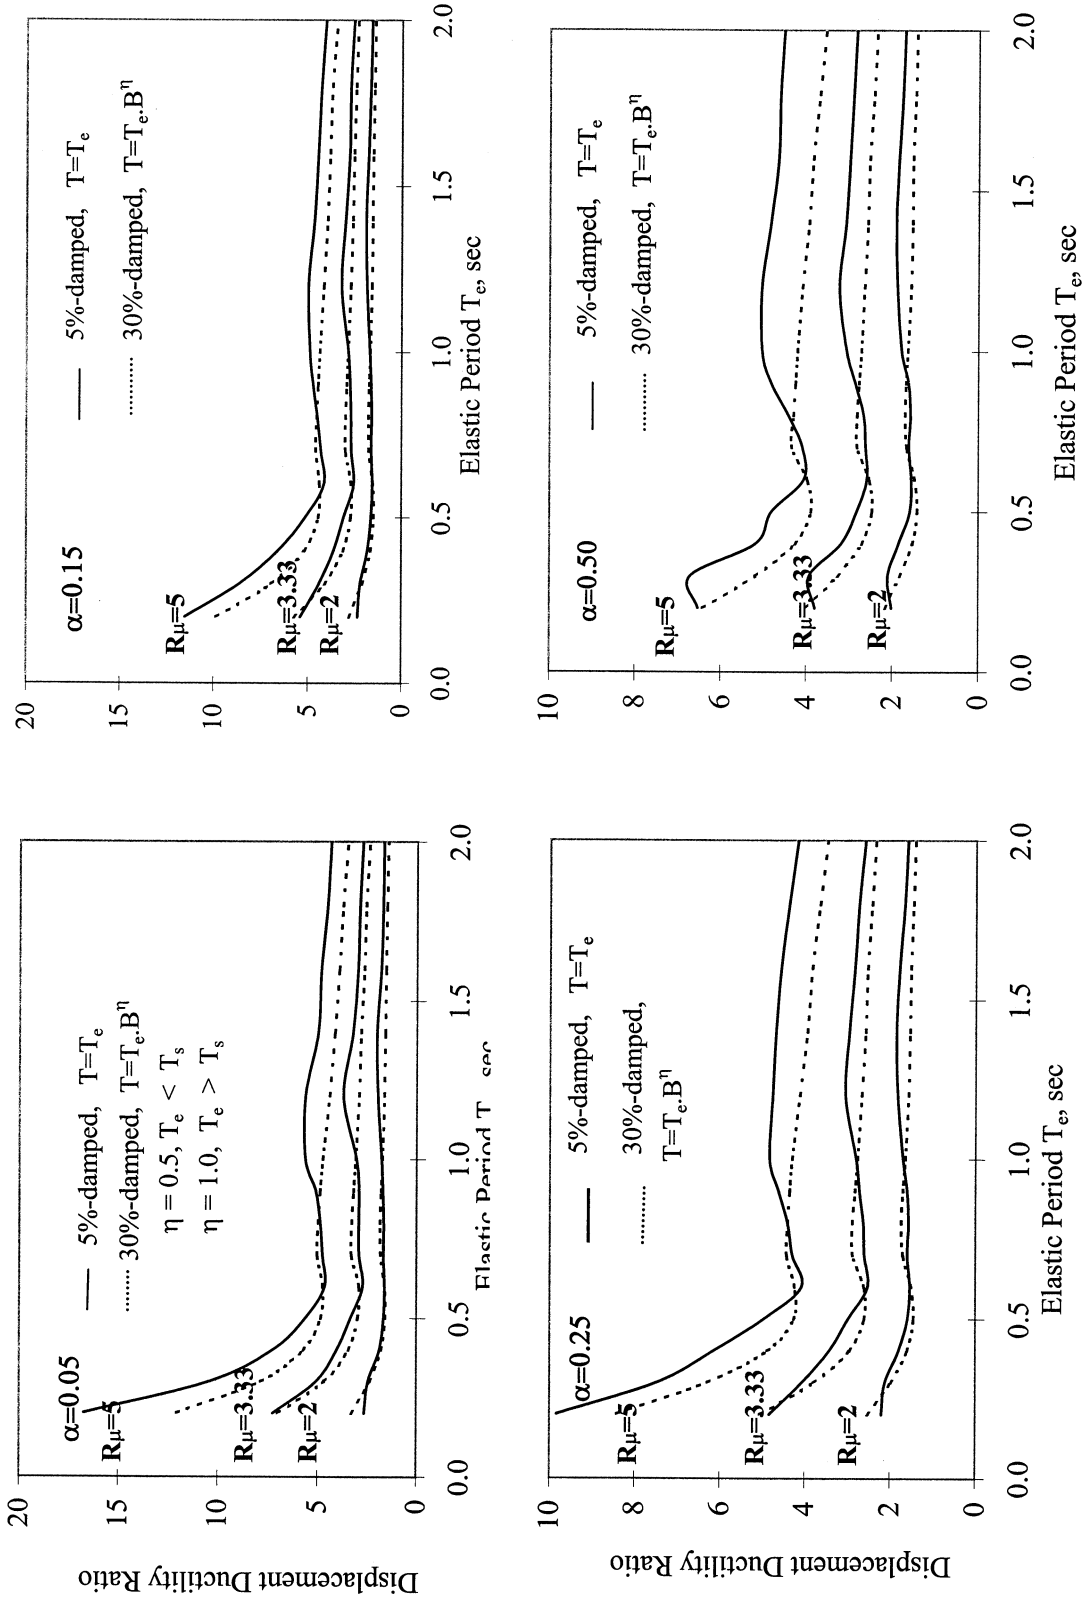 α=0.05
5%-damped, T=Tₑ
30%-damped, T=Tₑ.Bᶯ
η = 0.5, Tₑ < Tₛ
η = 1.0, Tₑ > Tₛ
Rμ=5
Rμ=3.33
Rμ=2
20
15
10
5
0
0.0
0.5
1.0
1.5
2.0
Displacement Ductility Ratio
Elastic Period T sec
α=0.15
5%-damped, T=Tₑ
30%-damped, T=Tₑ.Bᶯ
Rμ=5
Rμ=3.33
Rμ=2
20
15
10
5
0
0.0
0.5
1.0
1.5
2.0
Elastic Period Tₑ, sec
α=0.25
5%-damped, T=Tₑ
30%-damped,
T=Tₑ.Bᶯ
Rμ=5
Rμ=3.33
Rμ=2
10
8
6
4
2
0
0.0
0.5
1.0
1.5
2.0
Displacement Ductility Ratio
Elastic Period Tₑ, sec
α=0.50
5%-damped, T=Tₑ
30%-damped, T=Tₑ.Bᶯ
Rμ=5
Rμ=3.33
Rμ=2
10
8
6
4
2
0
0.0
0.5
1.0
1.5
2.0
Elastic Period Tₑ, sec